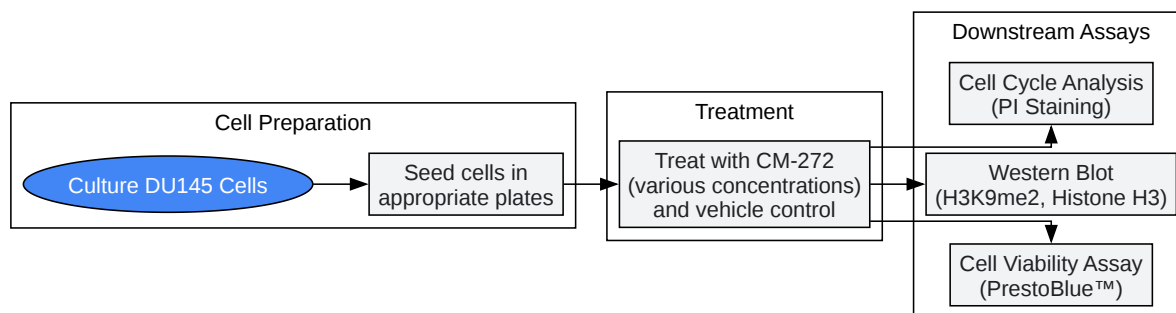 Cell Preparation
Culture DU145 Cells
Seed cells in
appropriate plates
Treatment
Treat with CM-272
(various concentrations)
and vehicle control
Downstream Assays
Cell Cycle Analysis
(PI Staining)
Western Blot
(H3K9me2, Histone H3)
Cell Viability Assay
(PrestoBlue™)